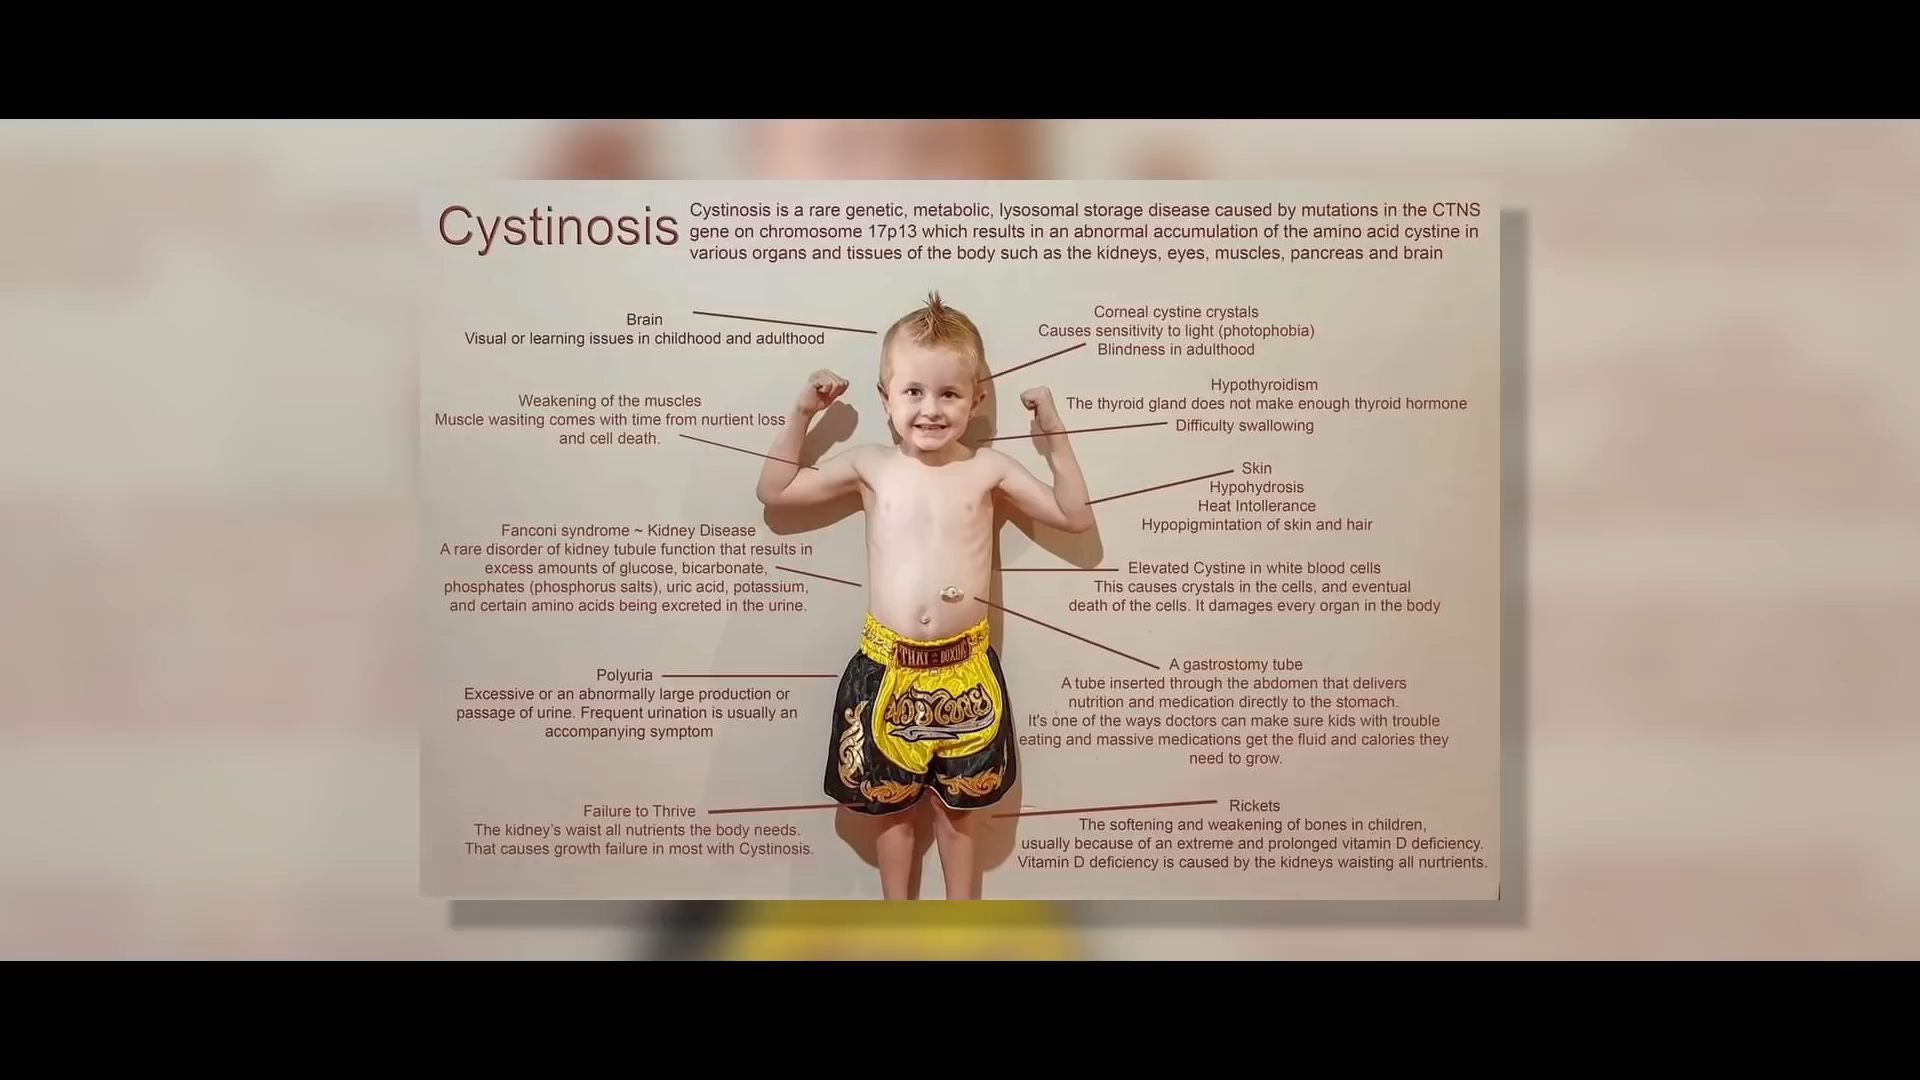 Cystinosis
Cystinosis is a rare genetic, metabolic, lysosomal storage disease caused by mutations in the CTNS
gene on chromosome 17p13 which results in an abnormal accumulation of the amino acid cystine in
various organs and tissues of the body such as the kidneys, eyes, muscles, pancreas and brain
Brain
Visual or learning issues in childhood and adulthood
Weakening of the muscles
Muscle wasiting comes with time from nurtient loss
and cell death.
Fanconi syndrome ~ Kidney Disease
A rare disorder of kidney tubule function that results in
excess amounts of glucose, bicarbonate,
phosphates (phosphorus salts), uric acid, potassium,
and certain amino acids being excreted in the urine.
Polyuria
Excessive or an abnormally large production or
passage of urine. Frequent urination is usually an
accompanying symptom
Failure to Thrive
The kidney's waist all nutrients the body needs.
That causes growth failure in most with Cystinosis.
Corneal cystine crystals
Causes sensitivity to light (photophobia)
Blindness in adulthood
Hypothyroidism
The thyroid gland does not make enough thyroid hormone
Difficulty swallowing
Skin
Hypohydrosis
Heat Intollerance
Hypopigmintation of skin and hair
Elevated Cystine in white blood cells
This causes crystals in the cells, and eventual
death of the cells. It damages every organ in the body
A gastrostomy tube
A tube inserted through the abdomen that delivers
nutrition and medication directly to the stomach.
It's one of the ways doctors can make sure kids with trouble
eating and massive medications get the fluid and calories they
need to grow.
Rickets
The softening and weakening of bones in children,
usually because of an extreme and prolonged vitamin D deficiency.
Vitamin D deficiency is caused by the kidneys waisting all nurtrients.
THAI BOXING